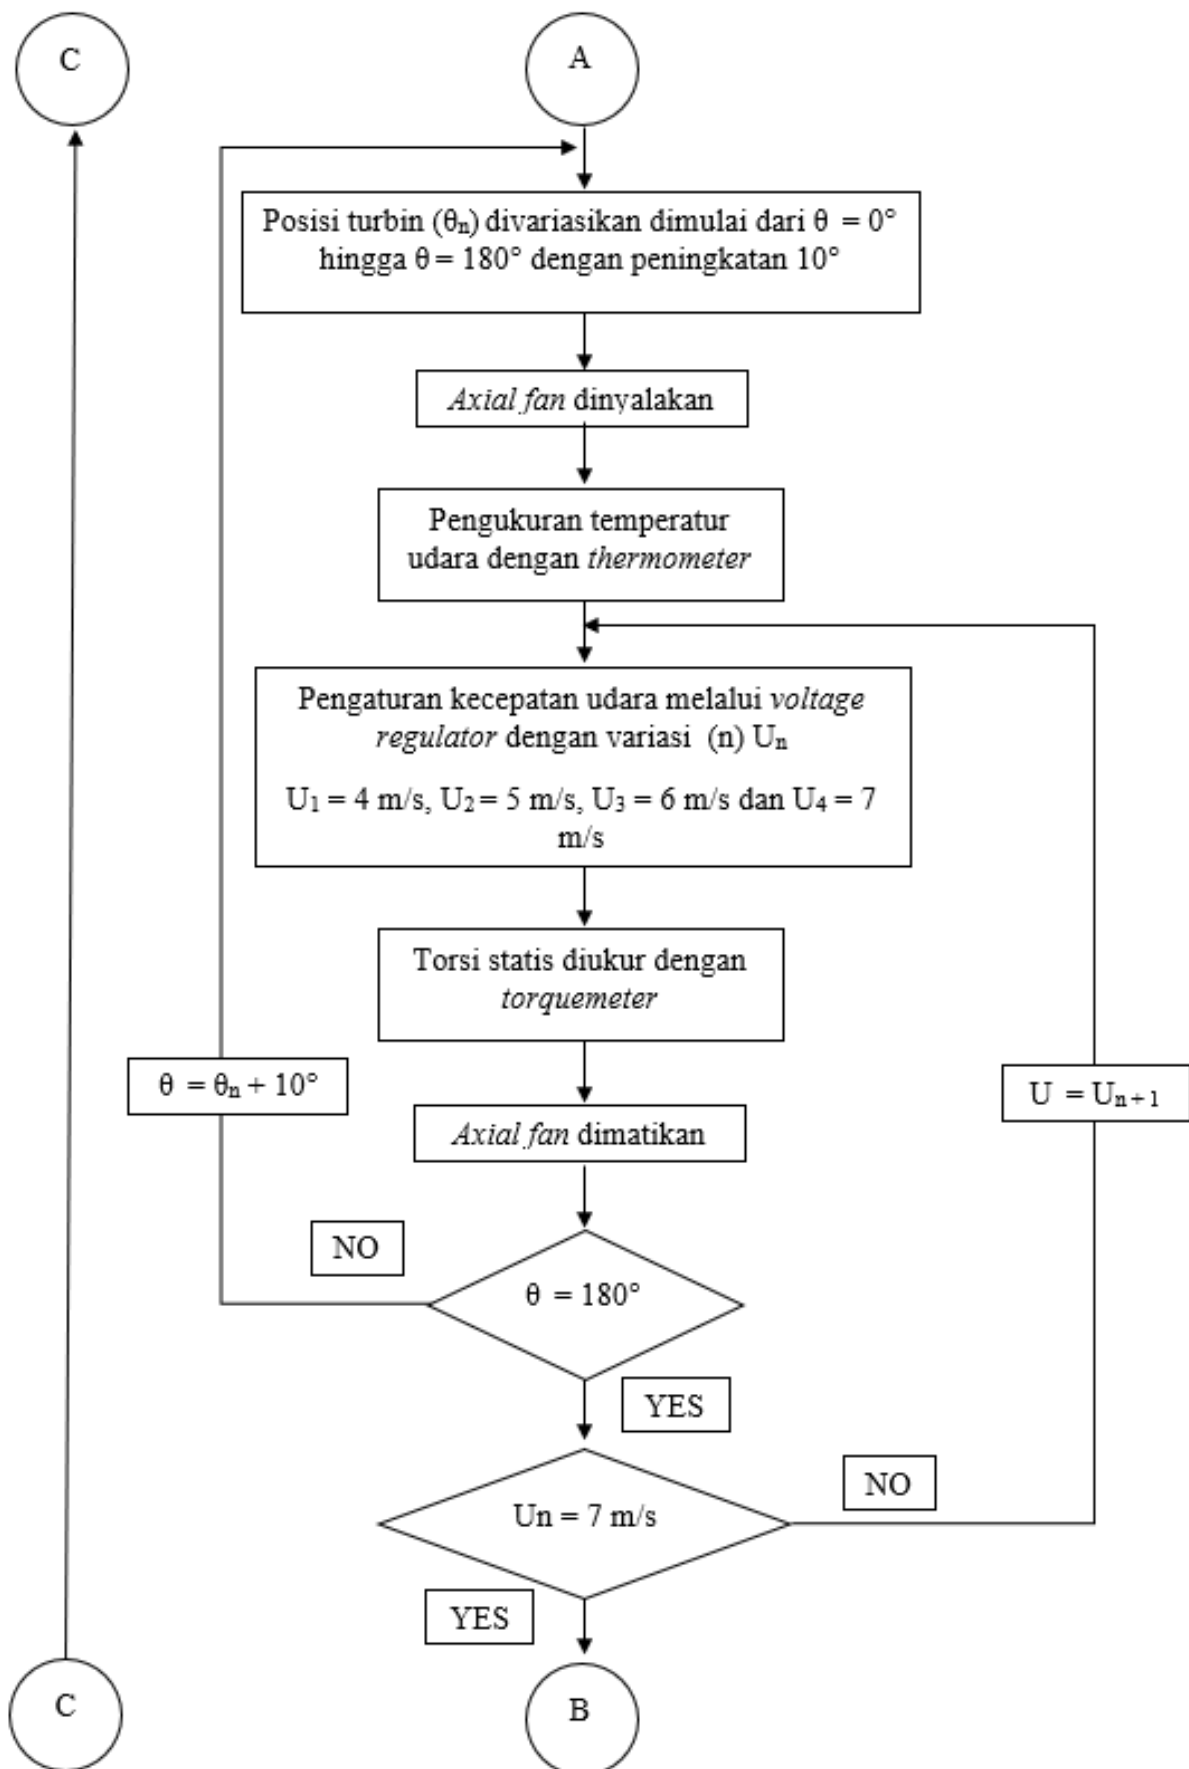 C
A
Posisi turbin (θₙ) divariasikan dimulai dari θ = 0°
hingga θ = 180° dengan peningkatan 10°
Axial fan dinyalakan
Pengukuran temperatur
udara dengan thermometer
Pengaturan kecepatan udara melalui voltage
regulator dengan variasi (n) Uₙ
U₁ = 4 m/s, U₂ = 5 m/s, U₃ = 6 m/s dan U₄ = 7
m/s
Torsi statis diukur dengan
torquemeter
θ = θₙ + 10°
U = Uₙ₊₁
Axial fan dimatikan
NO
θ = 180°
YES
NO
Un = 7 m/s
YES
C
B